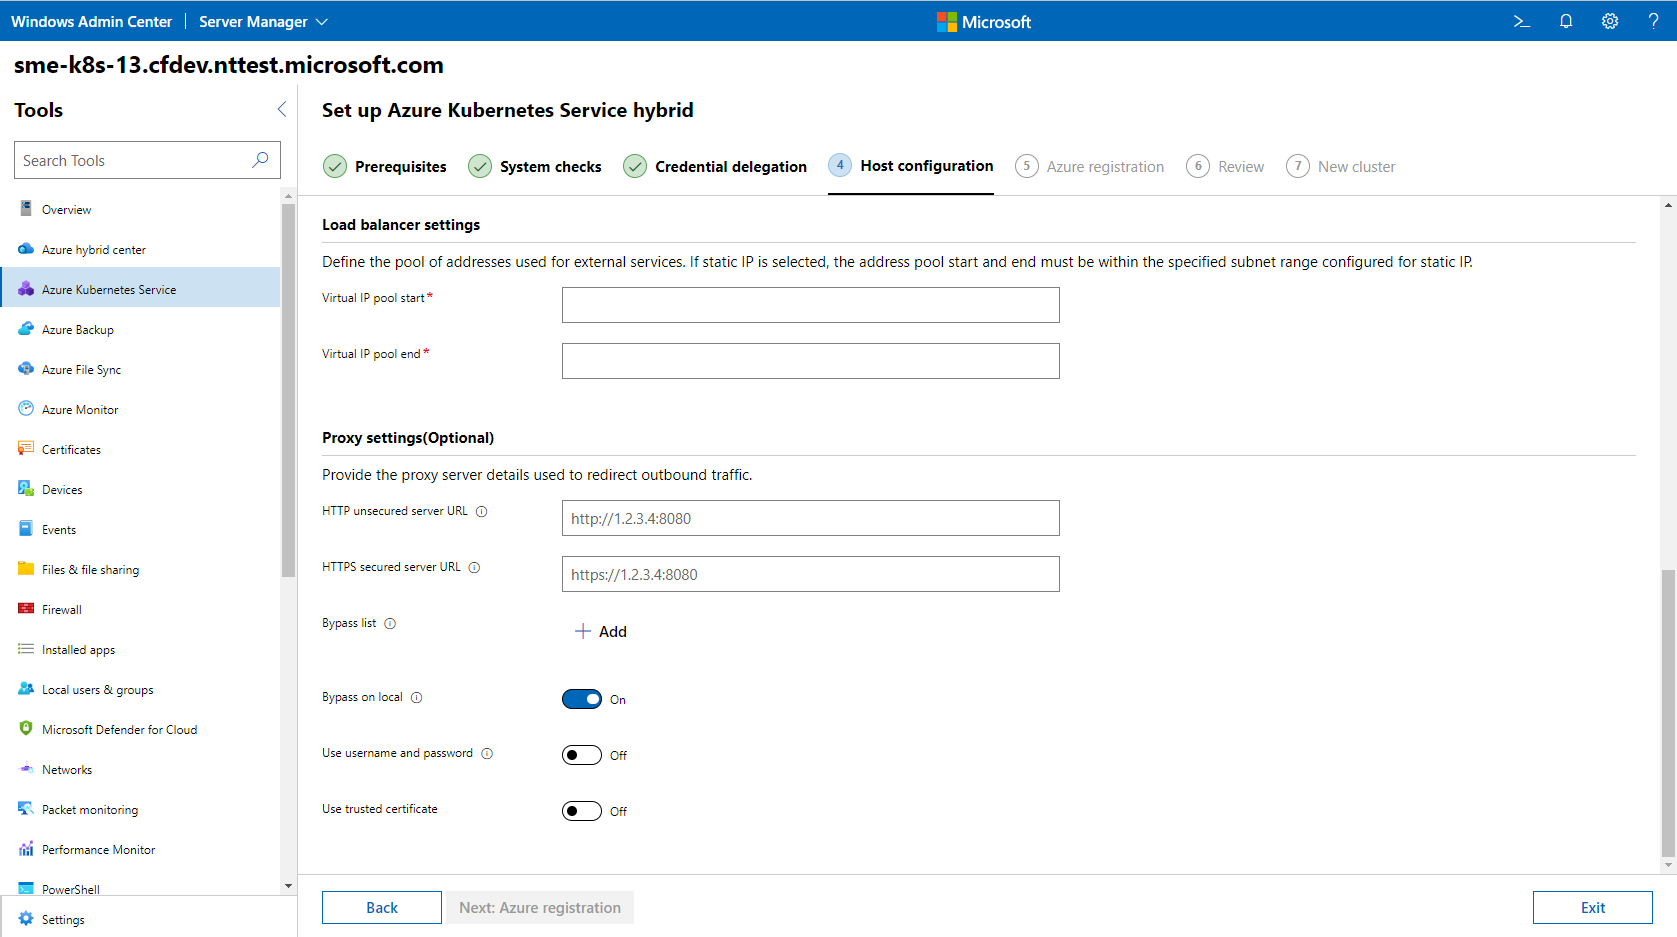 Windows Admin Center
Server Manager
Microsoft
>_
?
sme-k8s-13.cfdev.nttest.microsoft.com
Tools
Search Tools
Overview
Azure hybrid center
Azure Kubernetes Service
Azure Backup
Azure File Sync
Azure Monitor
Certificates
Devices
Events
Files & file sharing
Firewall
Installed apps
Local users & groups
Microsoft Defender for Cloud
Networks
Packet monitoring
Performance Monitor
PowerShell
Settings
Set up Azure Kubernetes Service hybrid
Prerequisites
System checks
Credential delegation
4 Host configuration
5 Azure registration
6 Review
7 New cluster
Load balancer settings
Define the pool of addresses used for external services. If static IP is selected, the address pool start and end must be within the specified subnet range configured for static IP.
Virtual IP pool start*
Virtual IP pool end*
Proxy settings(Optional)
Provide the proxy server details used to redirect outbound traffic.
HTTP unsecured server URL
http://1.2.3.4:8080
HTTPS secured server URL
https://1.2.3.4:8080
Bypass list
Add
Bypass on local
On
Use username and password
Off
Use trusted certificate
Off
Back
Next: Azure registration
Exit